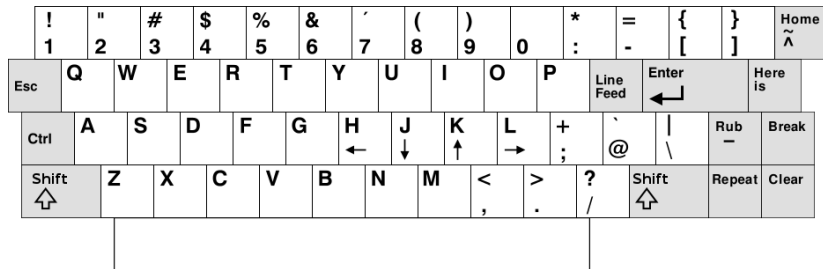 ! " # $ % & ´ ( ) * = { } Home
1 2 3 4 5 6 7 8 9 0 : - [ ] ~ ^
Esc Q W E R T Y U I O P Line Feed Enter Here is
Ctrl A S D F G H J K L + ` | Rub Break
← ↓ ↑ → ; @ \ _
Shift Z X C V B N M < > ? Shift Repeat Clear
, . /